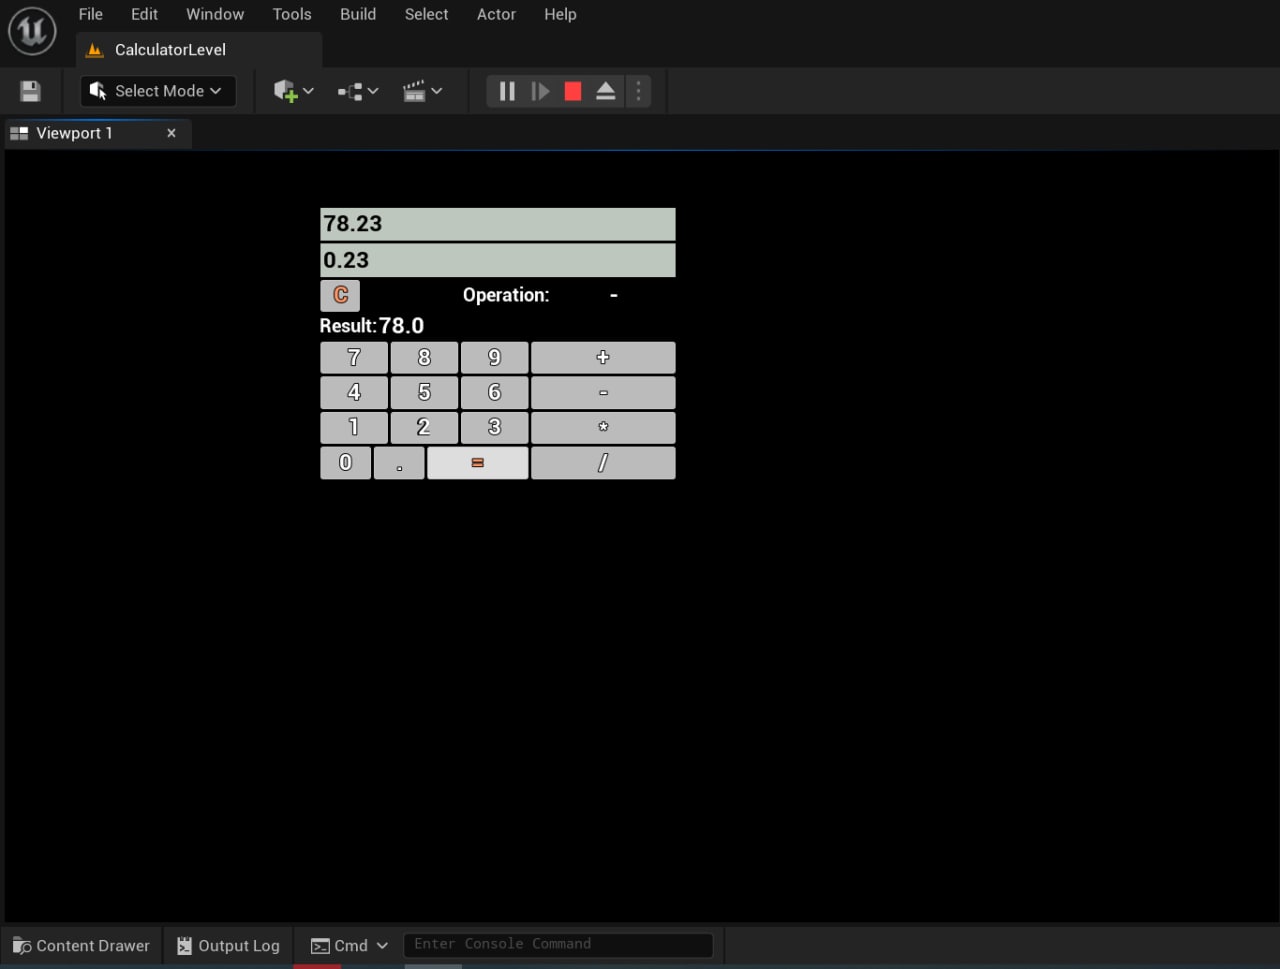 File Edit Window Tools Build Select Actor Help
CalculatorLevel
Select Mode
Viewport 1
78.23
0.23
C Operation: -
Result:78.0
7 8 9 +
4 5 6 -
1 2 3 *
0 . = /
Content Drawer Output Log Cmd Enter Console Command